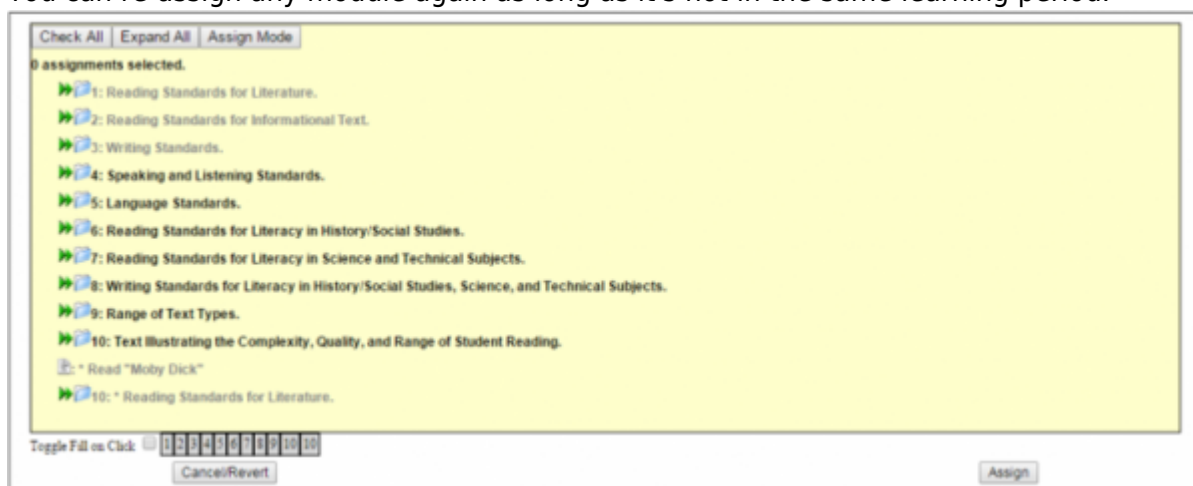 You can re-assign any module again as long as it's not in the same learning period.
Check All Expand All Assign Mode
0 assignments selected.
1: Reading Standards for Literature.
2: Reading Standards for Informational Text.
3: Writing Standards.
4: Speaking and Listening Standards.
5: Language Standards.
6: Reading Standards for Literacy in History/Social Studies.
7: Reading Standards for Literacy in Science and Technical Subjects.
8: Writing Standards for Literacy in History/Social Studies, Science, and Technical Subjects.
9: Range of Text Types.
10: Text Illustrating the Complexity, Quality, and Range of Student Reading.
: * Read "Moby Dick"
10: * Reading Standards for Literature.
Toggle Fill on Click 1 2 3 4 5 6 7 8 9 10 10
Cancel/Revert Assign